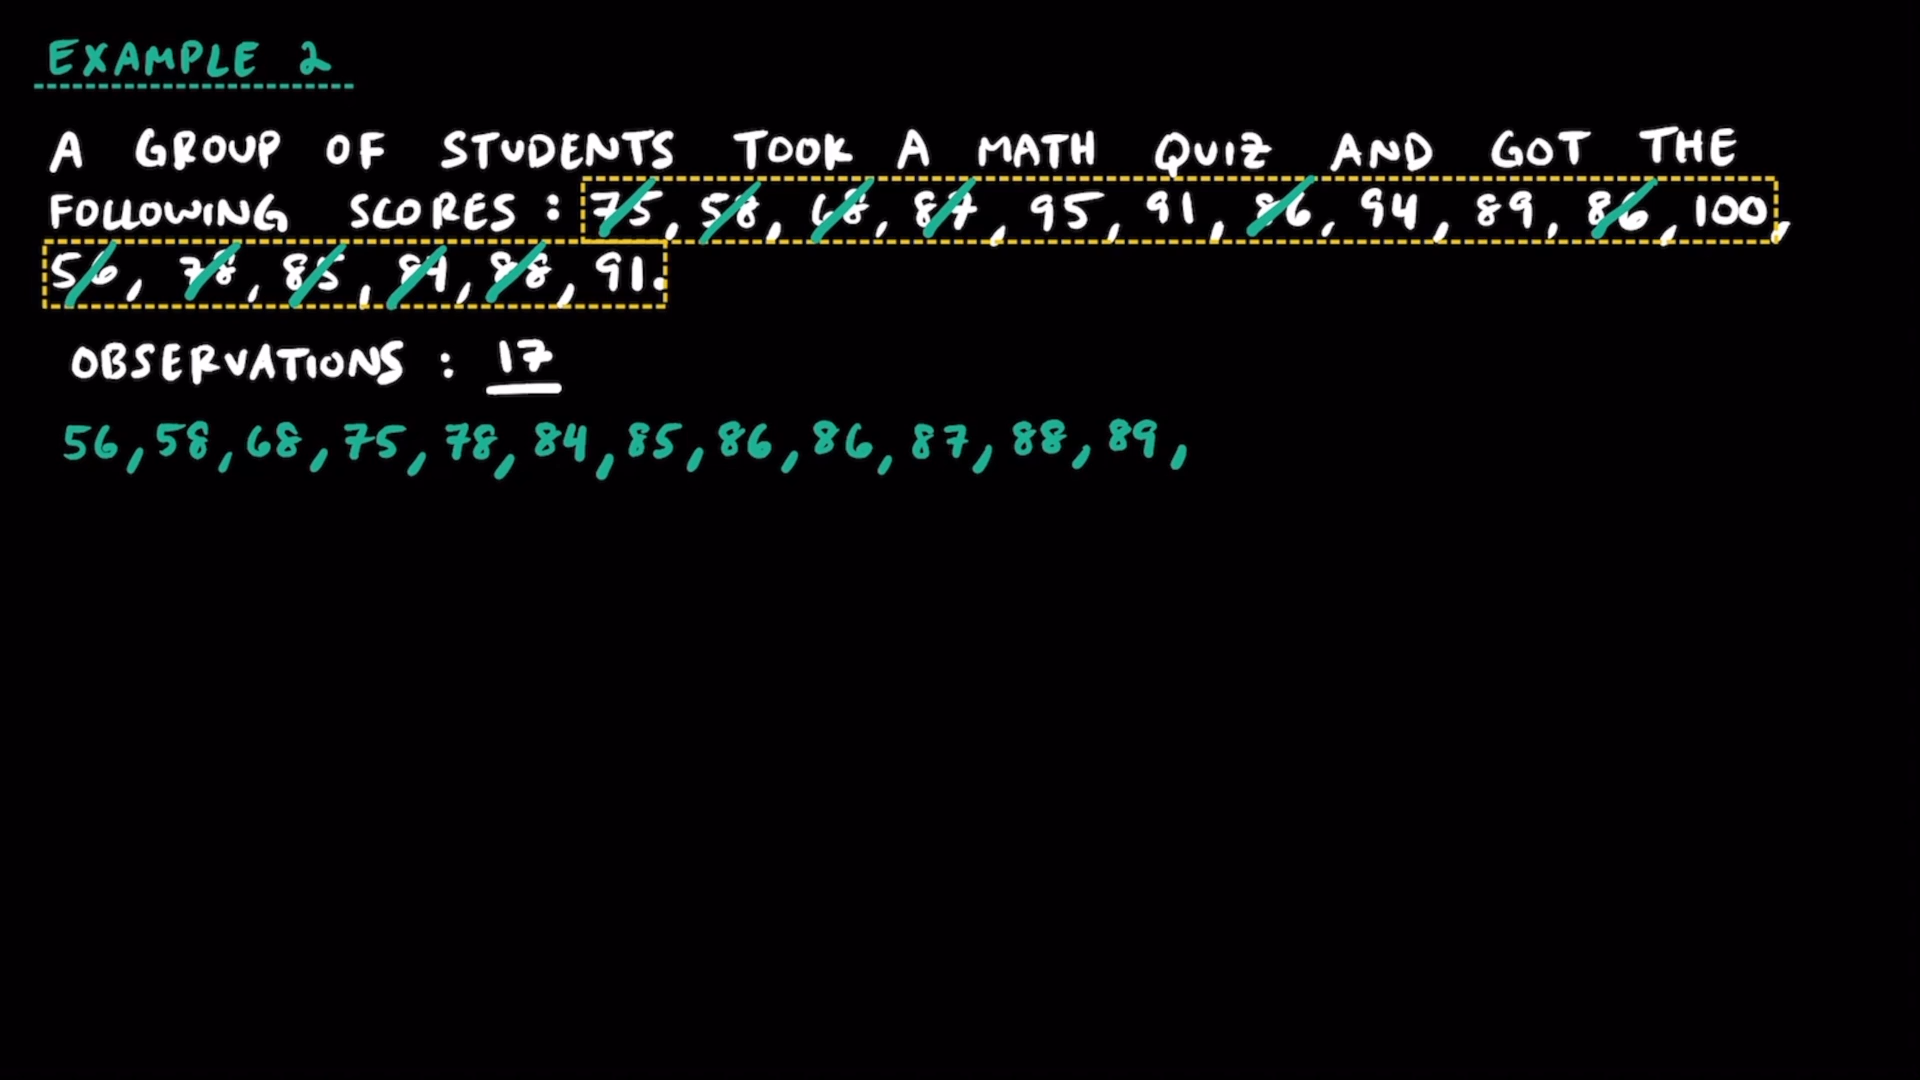 EXAMPLE 2
A GROUP OF STUDENTS TOOK A MATH QUIZ AND GOT THE
FOLLOWING SCORES : 75, 58, 68, 87, 95, 91, 86, 94, 89, 86, 100,
56, 78, 85, 84, 88, 91.
OBSERVATIONS : 17
56, 58, 68, 75, 78, 84, 85, 86, 86, 87, 88, 89,